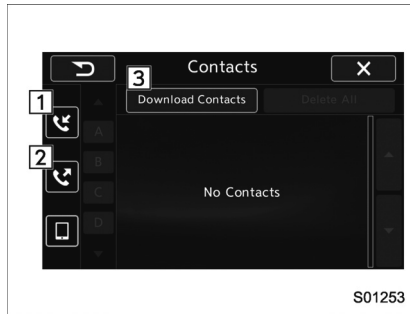 Contacts
X
3
Download Contacts
Delete All
1
A
2
B
C
D
No Contacts
S01253